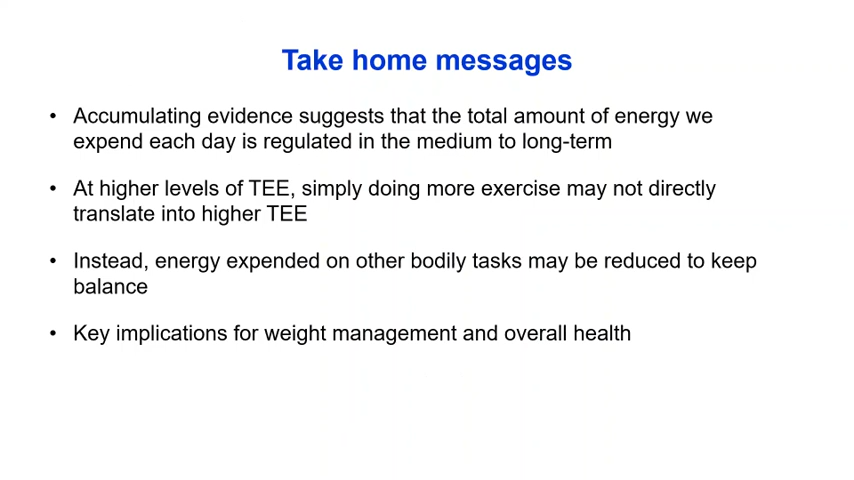 Take home messages
• Accumulating evidence suggests that the total amount of energy we
expend each day is regulated in the medium to long-term
• At higher levels of TEE, simply doing more exercise may not directly
translate into higher TEE
• Instead, energy expended on other bodily tasks may be reduced to keep
balance
• Key implications for weight management and overall health